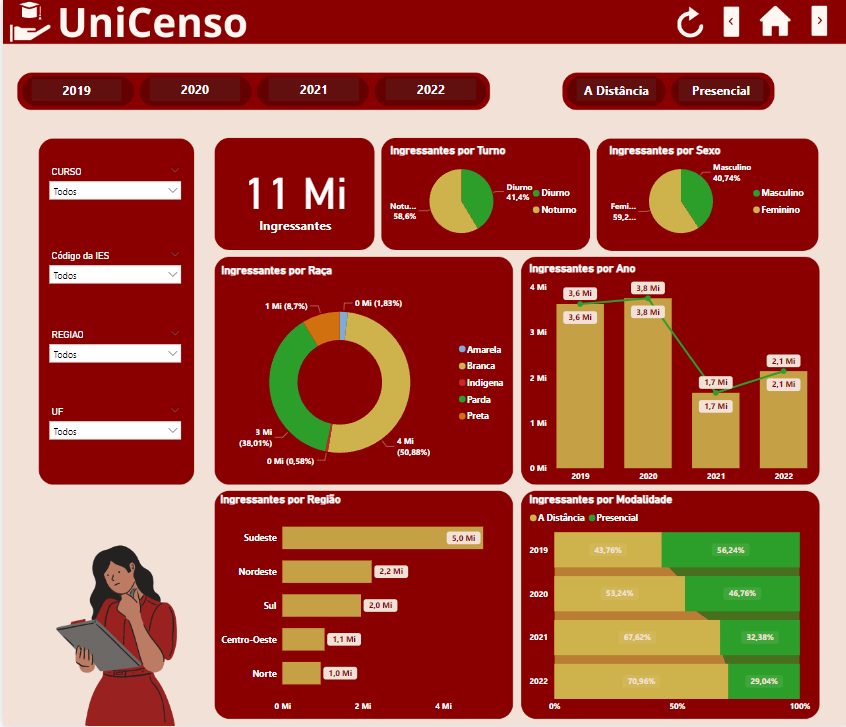 UniCenso
2019
2020
2021
2022
A Distância
Presencial
CURSO
Todos
Código da IES
Todos
REGIAO
Todos
UF
Todos
11 Mi
Ingressantes
Ingressantes por Turno
Diurno
41,4%
Notu...
58,6%
Diurno
Noturno
Ingressantes por Sexo
Masculino
40,74%
Femi...
59,2...
Masculino
Feminino
Ingressantes por Raça
1 Mi (8,7%)
0 Mi (1,83%)
3 Mi
(38,01%)
0 Mi (0,58%)
4 Mi
(50,88%)
Amarela
Branca
Indígena
Parda
Preta
Ingressantes por Ano
4 Mi
3 Mi
2 Mi
1 Mi
0 Mi
3,6 Mi
3,6 Mi
3,8 Mi
3,8 Mi
1,7 Mi
1,7 Mi
2,1 Mi
2,1 Mi
2019
2020
2021
2022
Ingressantes por Região
Sudeste
5,0 Mi
Nordeste
2,2 Mi
Sul
2,0 Mi
Centro-Oeste
1,1 Mi
Norte
1,0 Mi
0 Mi
2 Mi
4 Mi
Ingressantes por Modalidade
A Distância Presencial
2019
43,76%
56,24%
2020
53,24%
46,76%
2021
67,62%
32,38%
2022
70,96%
29,04%
0%
50%
100%